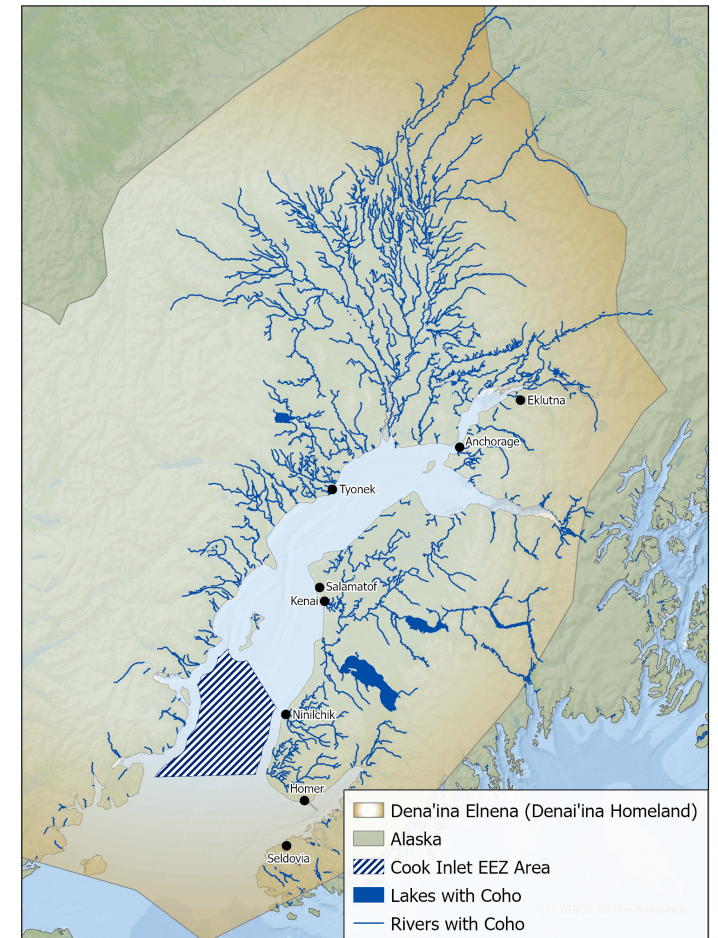 Eklutna
Anchorage
Tyonek
Salamatof
Kenai
Ninilchik
Homer
Seldovia
Dena'ina Elnena (Denai'ina Homeland)
Alaska
Cook Inlet EEZ Area
Lakes with Coho
Rivers with Coho